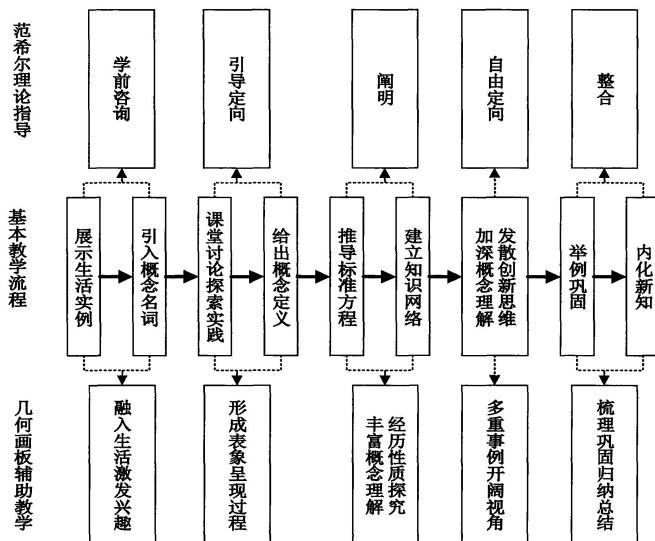 范希尔理论指导
学前咨询
引导定向
阐明
自由定向
整合
基本教学流程
展示生活实例
引入概念名词
课堂讨论探索实践
给出概念定义
推导标准方程
建立知识网络
发散创新思维
加深概念理解
举例巩固
内化新知
几何画板辅助教学
融入生活激发兴趣
形成表象呈现过程
经历性质探究
丰富概念理解
多重事例开阔视角
梳理巩固归纳总结